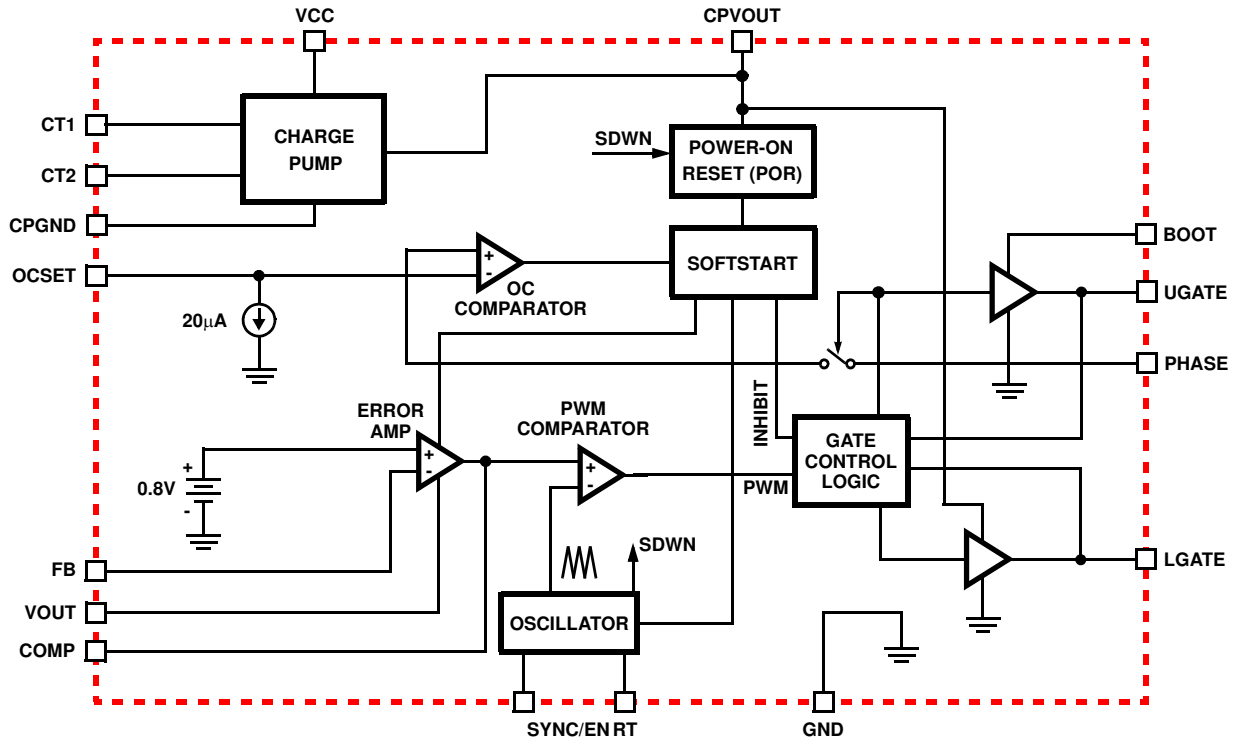 VCC
CPVOUT
CT1
CHARGE
PUMP
CT2
CPGND
SDWN
POWER-ON
RESET (POR)
OCSET
+
-
OC
COMPARATOR
SOFTSTART
BOOT
UGATE
PHASE
20µA
INHIBIT
ERROR
AMP
+
-
PWM
COMPARATOR
+
-
PWM
GATE
CONTROL
LOGIC
+
0.8V
-
SDWN
FB
VOUT
COMP
OSCILLATOR
LGATE
SYNC/EN
RT
GND